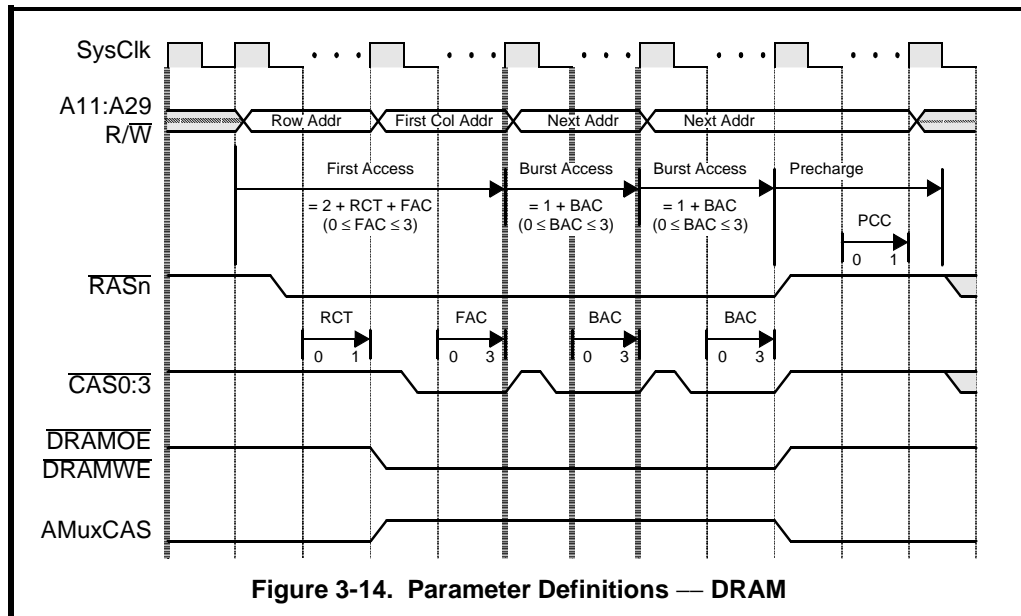 SysClk
A11:A29
R/W
Row Addr
First Col Addr
Next Addr
Next Addr
First Access
Burst Access
Burst Access
Precharge
= 2 + RCT + FAC
(0 ≤ FAC ≤ 3)
= 1 + BAC
(0 ≤ BAC ≤ 3)
= 1 + BAC
(0 ≤ BAC ≤ 3)
PCC
0 1
RASn
RCT
FAC
BAC
BAC
0 1
0 3
0 3
0 3
CAS0:3
DRAMOE
DRAMWE
AMuxCAS
Figure 3-14. Parameter Definitions — DRAM